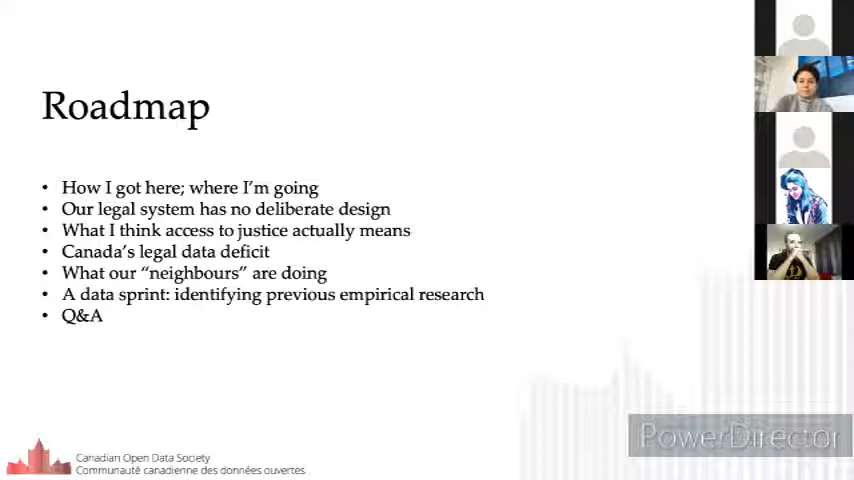 Roadmap
• How I got here; where I'm going
• Our legal system has no deliberate design
• What I think access to justice actually means
• Canada's legal data deficit
• What our “neighbours” are doing
• A data sprint: identifying previous empirical research
• Q&A
PowerDirector
Canadian Open Data Society
Communauté canadienne des données ouvertes